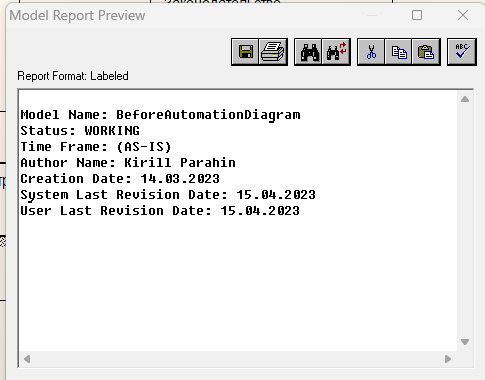 Законодательство
Model Report Preview
ABC
Report Format: Labeled
Model Name: BeforeAutomationDiagram
Status: WORKING
Time Frame: (AS-IS)
Author Name: Kirill Parahin
Creation Date: 14.03.2023
System Last Revision Date: 15.04.2023
User Last Revision Date: 15.04.2023